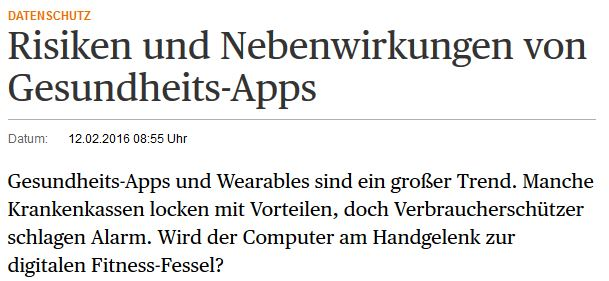 DATENSCHUTZ
Risiken und Nebenwirkungen von
Gesundheits-Apps
Datum: 12.02.2016 08:55 Uhr
Gesundheits-Apps und Wearables sind ein großer Trend. Manche
Krankenkassen locken mit Vorteilen, doch Verbraucherschützer
schlagen Alarm. Wird der Computer am Handgelenk zur
digitalen Fitness-Fessel?